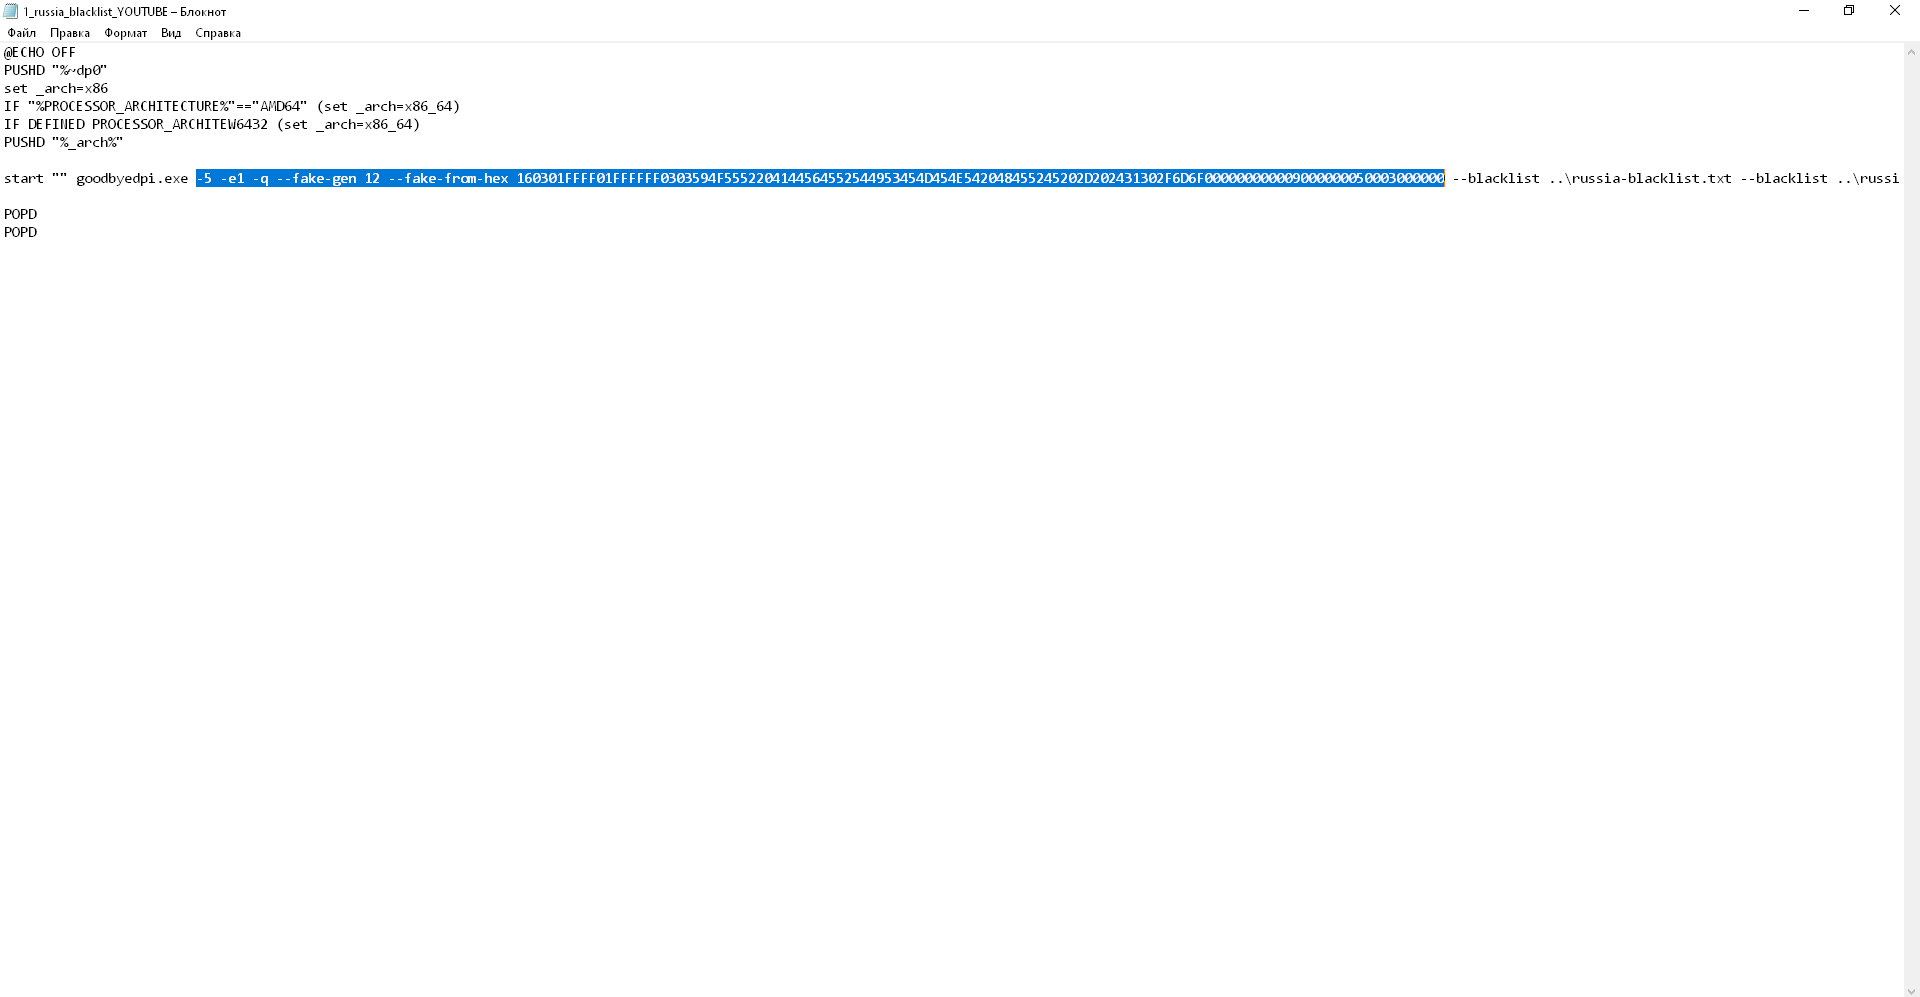 1_russia_blacklist_YOUTUBE – Блокнот
Файл Правка Формат Вид Справка
@ECHO OFF
PUSHD "%~dp0"
set _arch=x86
IF "%PROCESSOR_ARCHITECTURE%"=="AMD64" (set _arch=x86_64)
IF DEFINED PROCESSOR_ARCHITEW6432 (set _arch=x86_64)
PUSHD "%_arch%"
start "" goodbyedpi.exe -5 -e1 -q --fake-gen 12 --fake-from-hex 160301FFFF01FFFFFF0303594F5552204144564552544953454D454E542048455245202D202431302F6D6F000000000009000000050003000000 --blacklist ..\russia-blacklist.txt --blacklist ..\russi
POPD
POPD